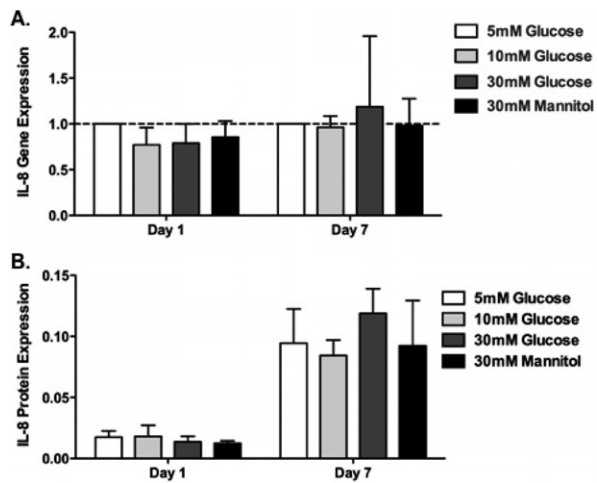 A.
IL-8 Gene Expression
2.0
1.5
1.0
0.5
0.0
Day 1
Day 7
5mM Glucose
10mM Glucose
30mM Glucose
30mM Mannitol
B.
IL-8 Protein Expression
0.15
0.10
0.05
0.00
Day 1
Day 7
5mM Glucose
10mM Glucose
30mM Glucose
30mM Mannitol